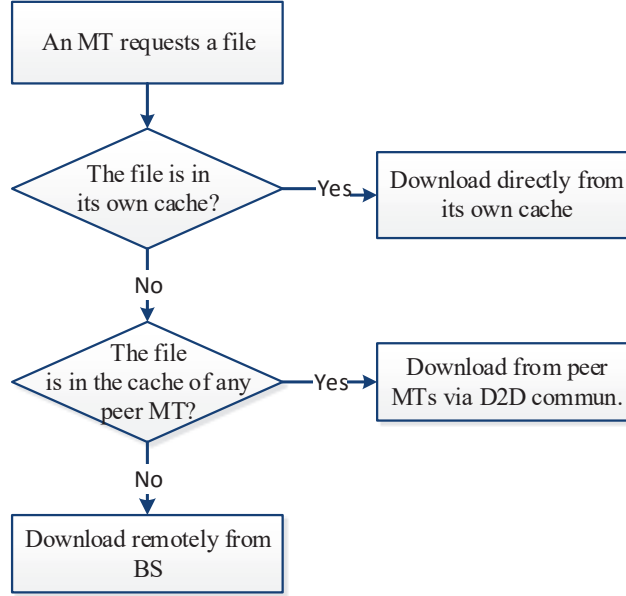 An MT requests a file
The file is in
its own cache?
Yes
Download directly from
its own cache
No
The file
is in the cache of any
peer MT?
Yes
Download from peer
MTs via D2D commun.
No
Download remotely from
BS